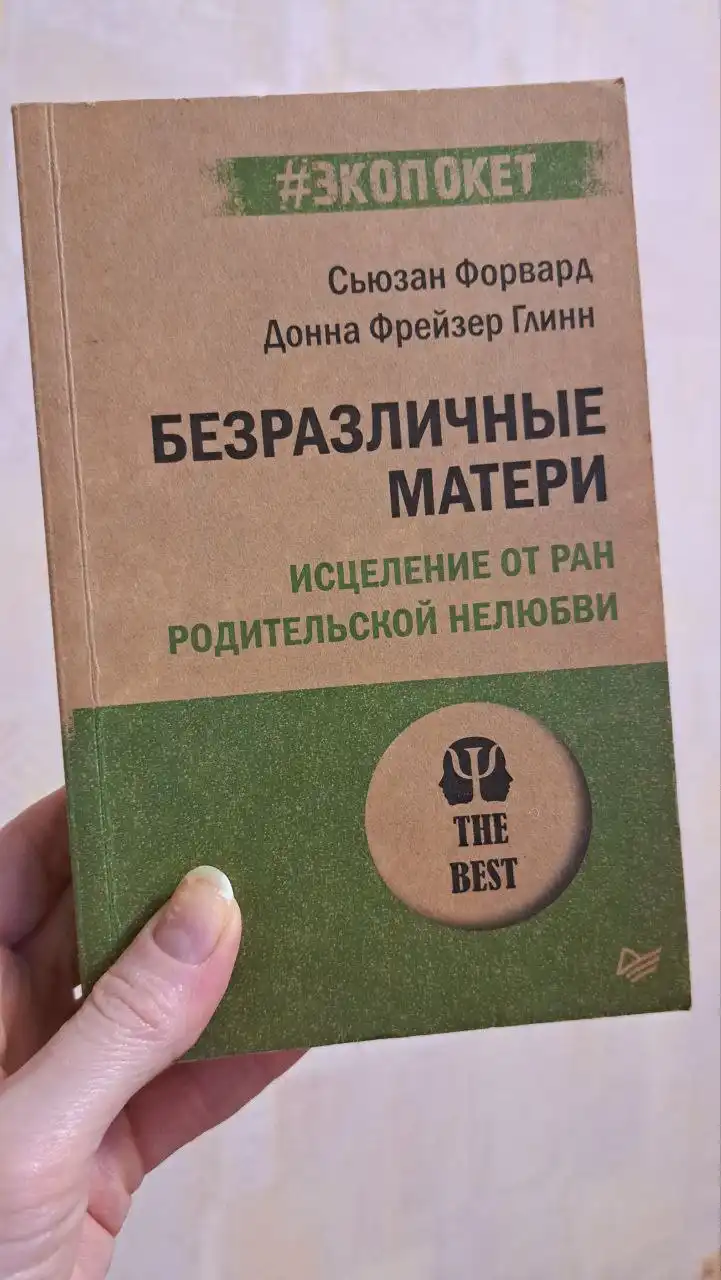 #ЭКОПОКЕТ
Сьюзан Форвард
Донна Фрейзер Глинн
БЕЗРАЗЛИЧНЫЕ
МАТЕРИ
ИСЦЕЛЕНИЕ ОТ РАН
РОДИТЕЛЬСКОЙ НЕЛЮБВИ
THE
BEST